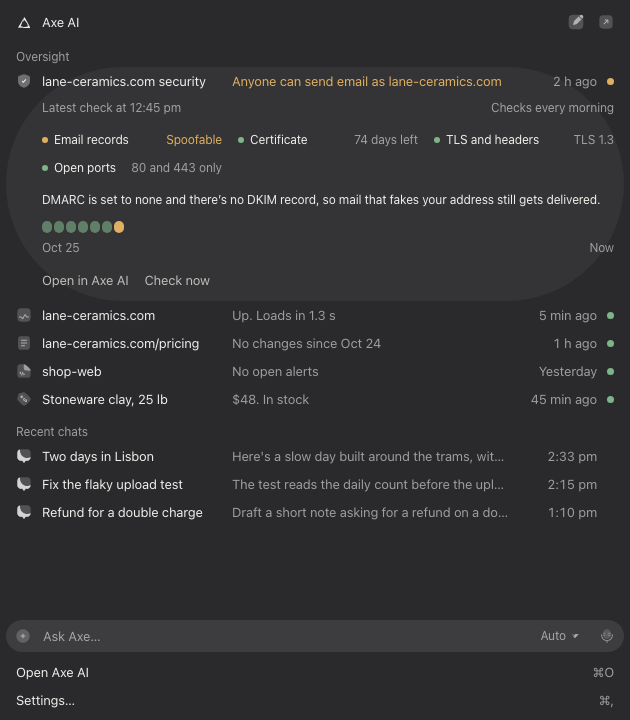 Axe AI
Oversight
lane-ceramics.com security Anyone can send email as lane-ceramics.com 2 h ago
Latest check at 12:45 pm Checks every morning
Email records Spoofable Certificate 74 days left TLS and headers TLS 1.3
Open ports 80 and 443 only
DMARC is set to none and there's no DKIM record, so mail that fakes your address still gets delivered.
Oct 25 Now
Open in Axe AI Check now
lane-ceramics.com Up. Loads in 1.3 s 5 min ago
lane-ceramics.com/pricing No changes since Oct 24 1 h ago
shop-web No open alerts Yesterday
Stoneware clay, 25 lb $48. In stock 45 min ago
Recent chats
Two days in Lisbon Here's a slow day built around the trams, wit... 2:33 pm
Fix the flaky upload test The test reads the daily count before the upl... 2:15 pm
Refund for a double charge Draft a short note asking for a refund on a do... 1:10 pm
Ask Axe... Auto
Open Axe AI ⌘O
Settings... ⌘,